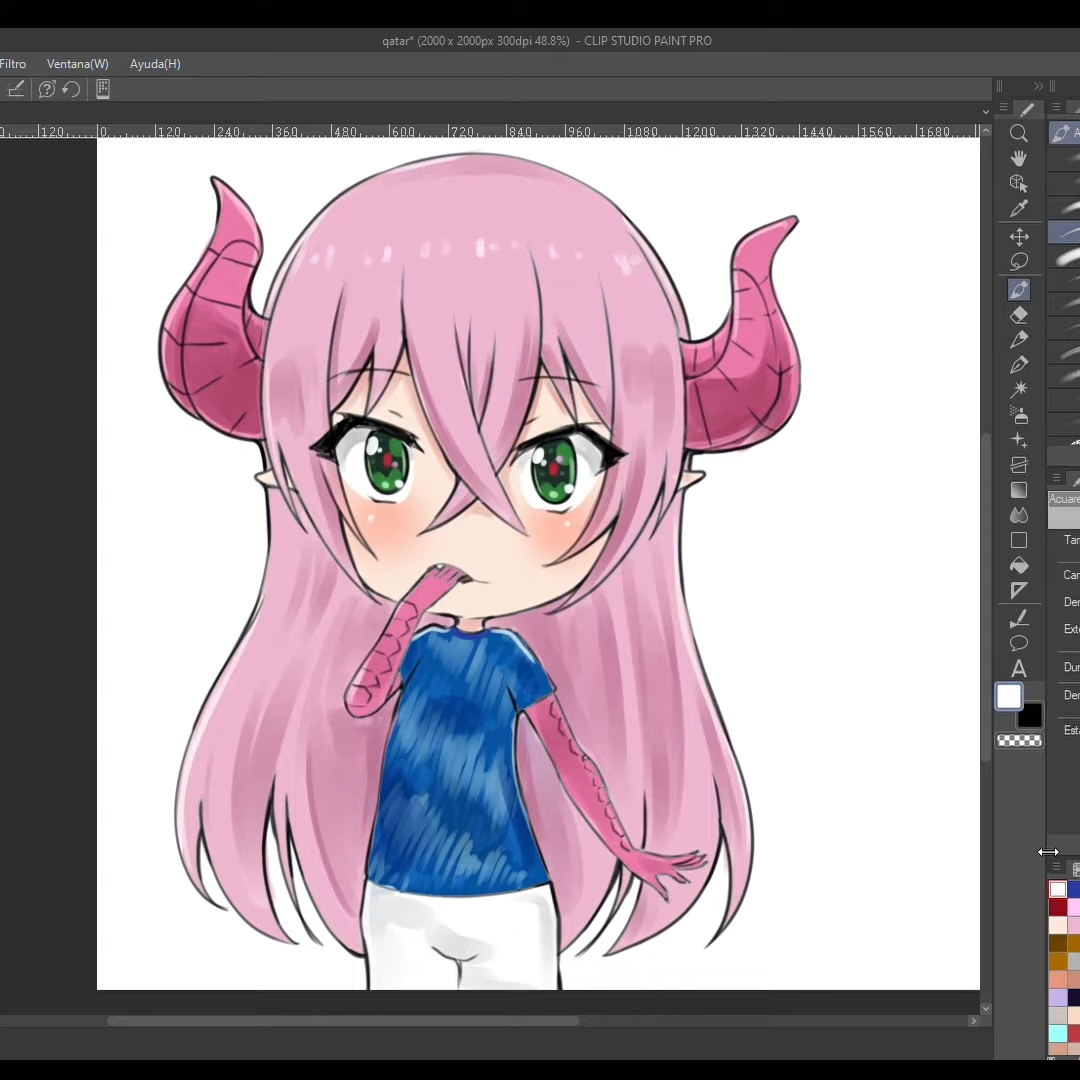 qatar* (2000 x 2000px 300dpi 48.8%) - CLIP STUDIO PAINT PRO
Filtro Ventana(W) Ayuda(H)
120 0 120 240 360 480 600 720 840 960 1080 1200 1320 1440 1560 1680
A
Acuare
Tar
Car
Der
Exte
Dur
Der
Esta
A